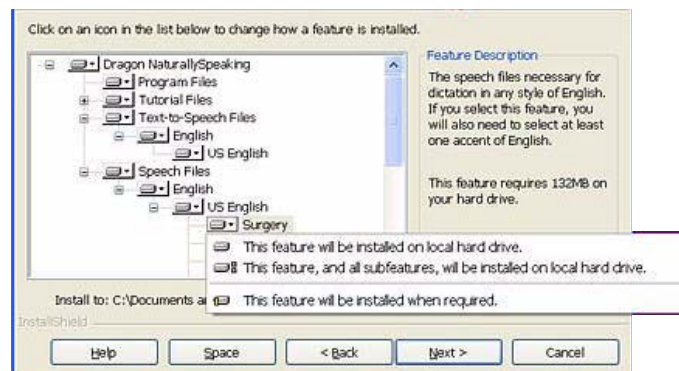 Click on an icon in the list below to change how a feature is installed.
Dragon NaturallySpeaking
Program Files
Tutorial Files
Text-to-Speech Files
English
US English
Speech Files
English
US English
Surgery
This feature will be installed on local hard drive.
This feature, and all subfeatures, will be installed on local hard drive.
This feature will be installed when required.
Feature Description
The speech files necessary for
dictation in any style of English.
If you select this feature, you
will also need to select at least
one accent of English.
This feature requires 132MB on
your hard drive.
Install to: C:\Documents
InstallShield
Help
Space
< Back
Next >
Cancel